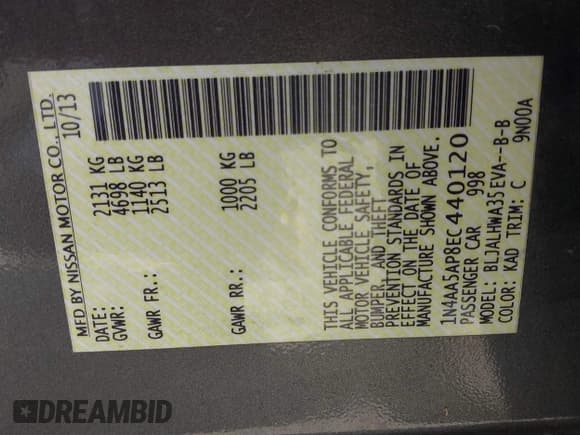 MFD BY NISSAN MOTOR CO., LTD.
DATE: 10/13
GVWR: 2131 KG
4698 LB
GAWR FR.: 1140 KG
2513 LB
GAWR RR.: 1000 KG
2205 LB
THIS VEHICLE CONFORMS TO
ALL APPLICABLE FEDERAL
MOTOR VEHICLE SAFETY,
BUMPER, AND THEFT
PREVENTION STANDARDS IN
EFFECT ON THE DATE OF
MANUFACTURE SHOWN ABOVE.
1N4AA5AP8EC440120
PASSENGER CAR 998
MODEL: BLJALHWA35EVA--B-B
COLOR: KAD TRIM: C 9N00A
DREAMBID